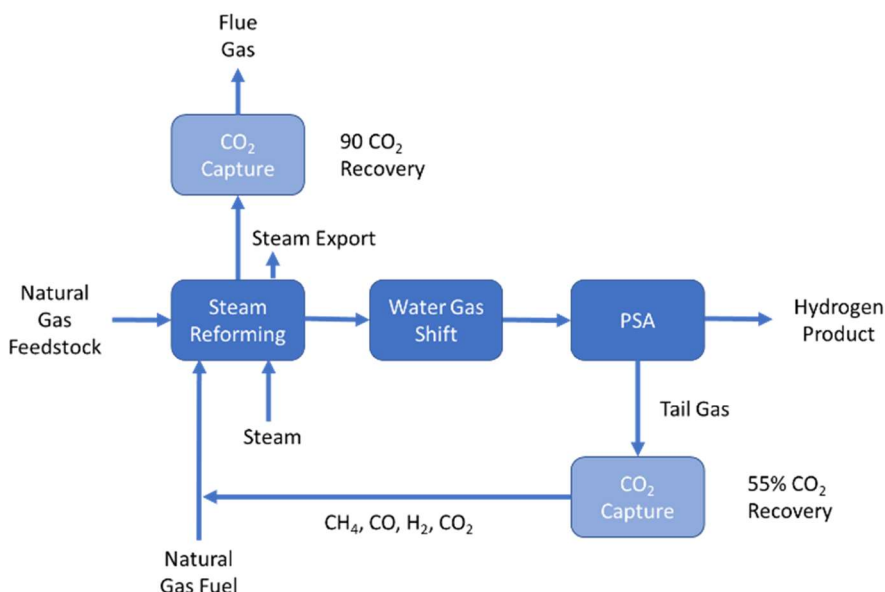 Flue
Gas
CO₂
Capture
90 CO₂
Recovery
Steam Export
Natural
Gas
Feedstock
Steam
Reforming
Water Gas
Shift
PSA
Hydrogen
Product
Tail Gas
Steam
CO₂
Capture
55% CO₂
Recovery
CH₄, CO, H₂, CO₂
Natural
Gas Fuel